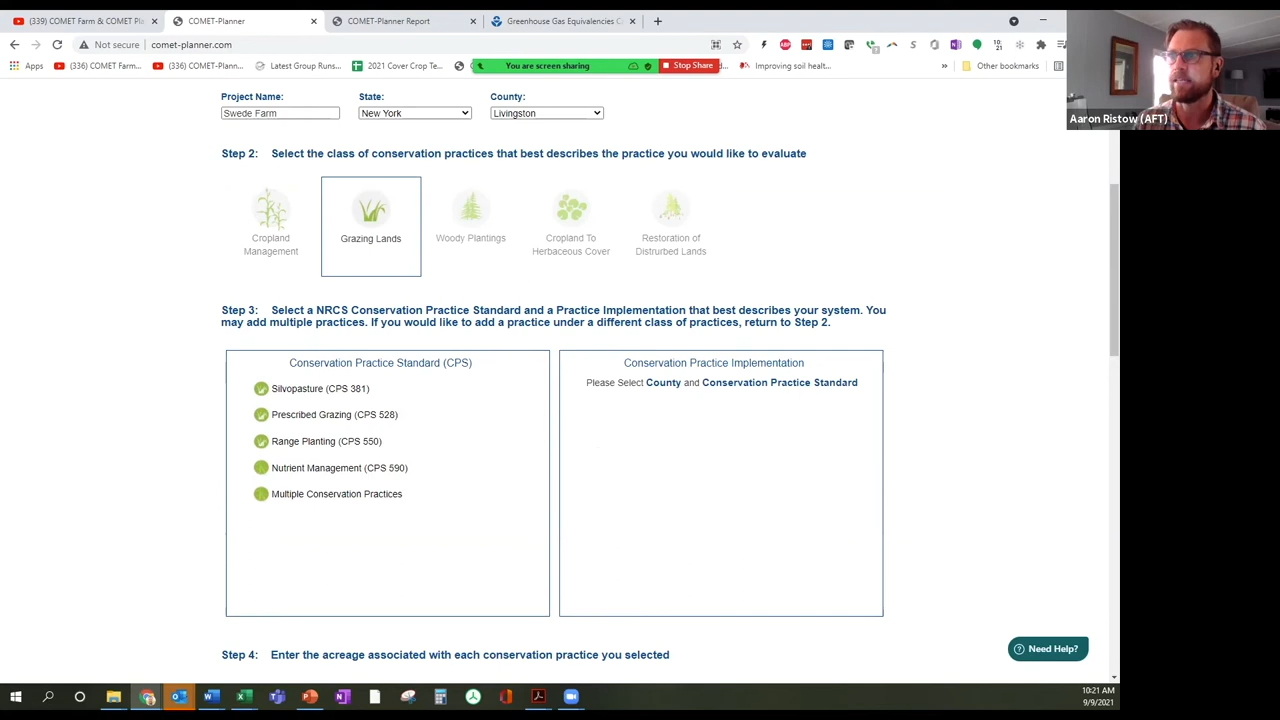 (339) COMET Farm & COMET Pla
COMET-Planner
COMET-Planner Report
Greenhouse Gas Equivalencies C
Not secure
comet-planner.com
Apps
(336) COMET Farm...
(336) COMET-Plann...
Latest Group Runs...
2021 Cover Crop Te...
You are screen sharing
Stop Share
Improving soil healt...
»
Other bookmarks
Aaron Ristow (AFT)
Project Name:
State:
County:
Swede Farm
New York
Livingston
Step 2: Select the class of conservation practices that best describes the practice you would like to evaluate
Cropland
Management
Grazing Lands
Woody Plantings
Cropland To
Herbaceous Cover
Restoration of
Distrurbed Lands
Step 3: Select a NRCS Conservation Practice Standard and a Practice Implementation that best describes your system. You
may add multiple practices. If you would like to add a practice under a different class of practices, return to Step 2.
Conservation Practice Standard (CPS)
Silvopasture (CPS 381)
Prescribed Grazing (CPS 528)
Range Planting (CPS 550)
Nutrient Management (CPS 590)
Multiple Conservation Practices
Conservation Practice Implementation
Please Select County and Conservation Practice Standard
Step 4: Enter the acreage associated with each conservation practice you selected
Need Help?
10:21 AM
9/9/2021